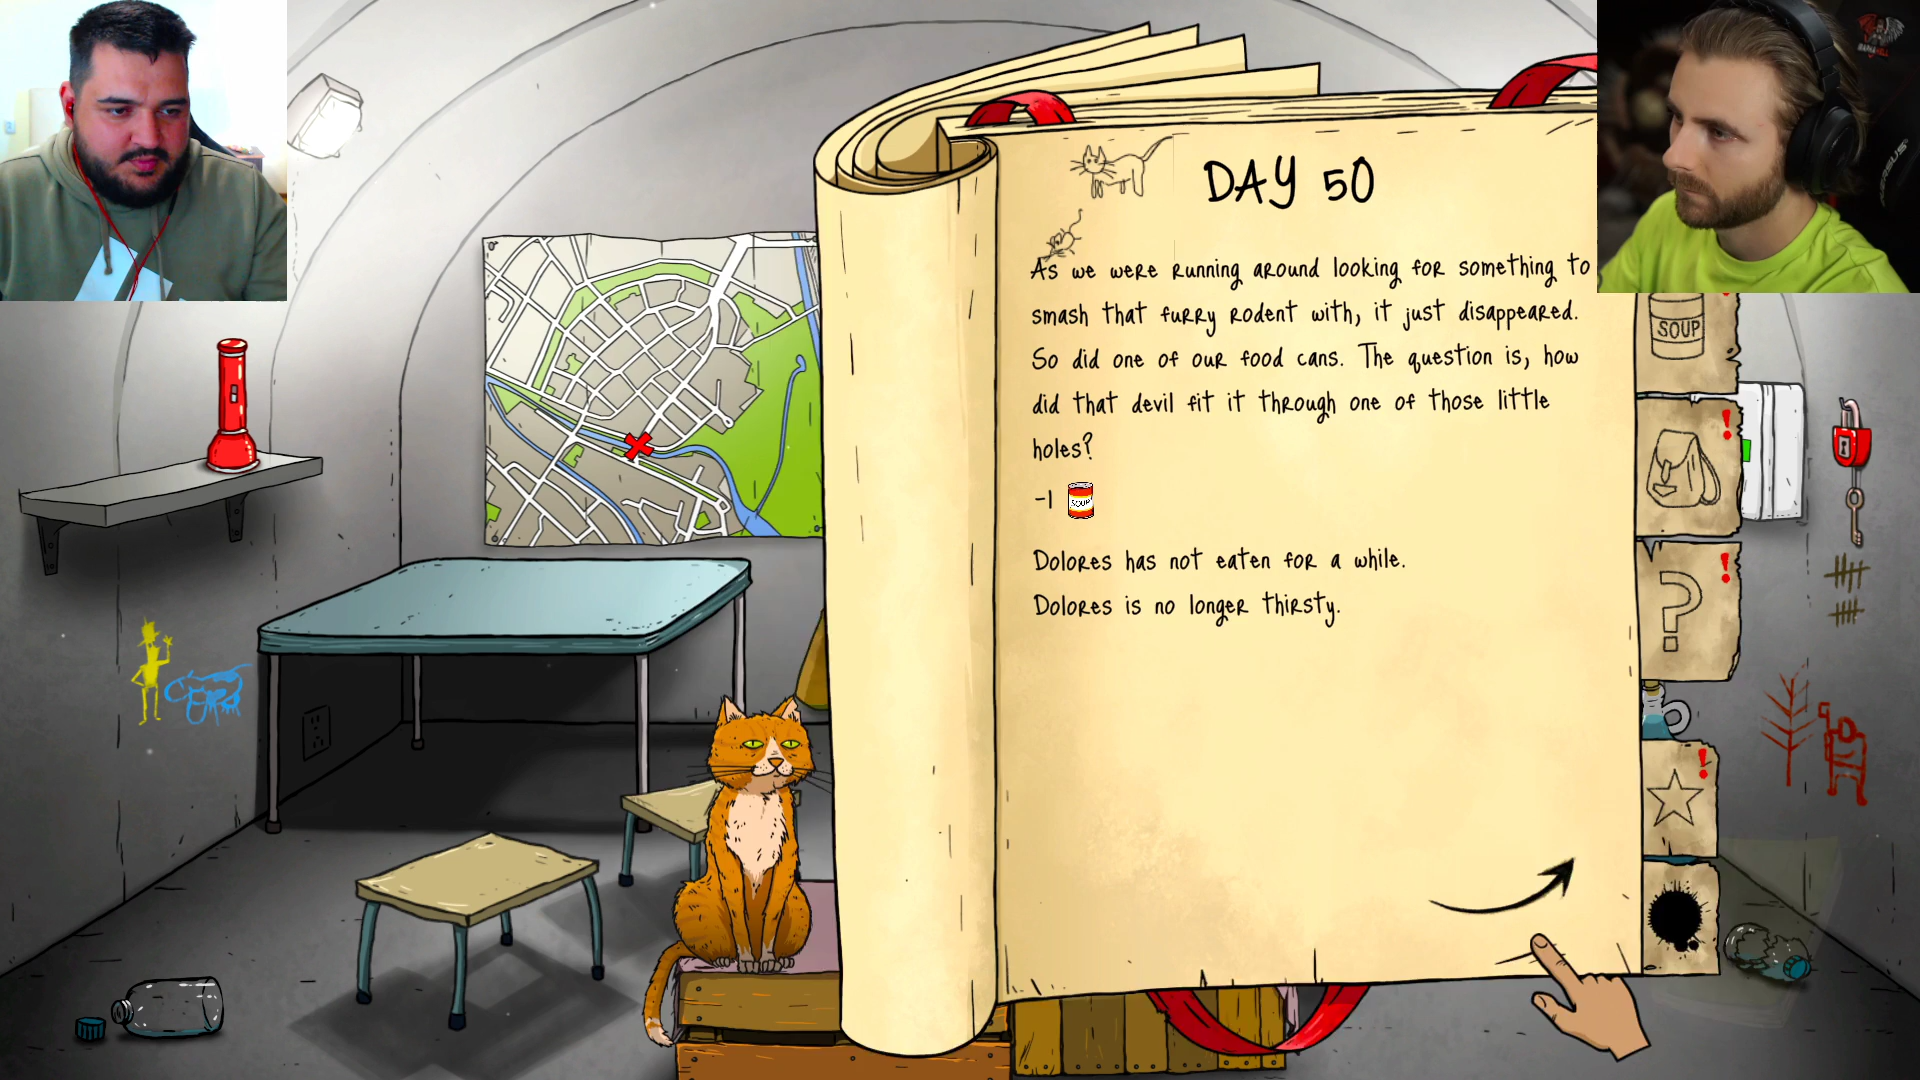 DAY 50
As we were running around looking for something to
smash that furry rodent with, it just disappeared.
So did one of our food cans. The question is, how
did that devil fit it through one of those little
holes?
-1 SOUP
Dolores has not eaten for a while.
Dolores is no longer thirsty.
SOUP
!
?
!
!